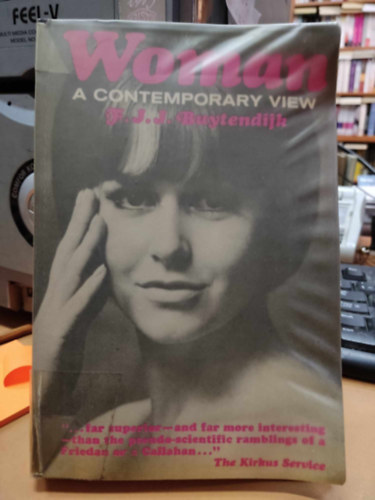 FEEL-V
Woman
A CONTEMPORARY VIEW
F. J. J. Buytendijk
"...far superior—and far more interesting
—than the pseudo-scientific ramblings of a
Friedan or a Callahan..."
The Kirkus Service